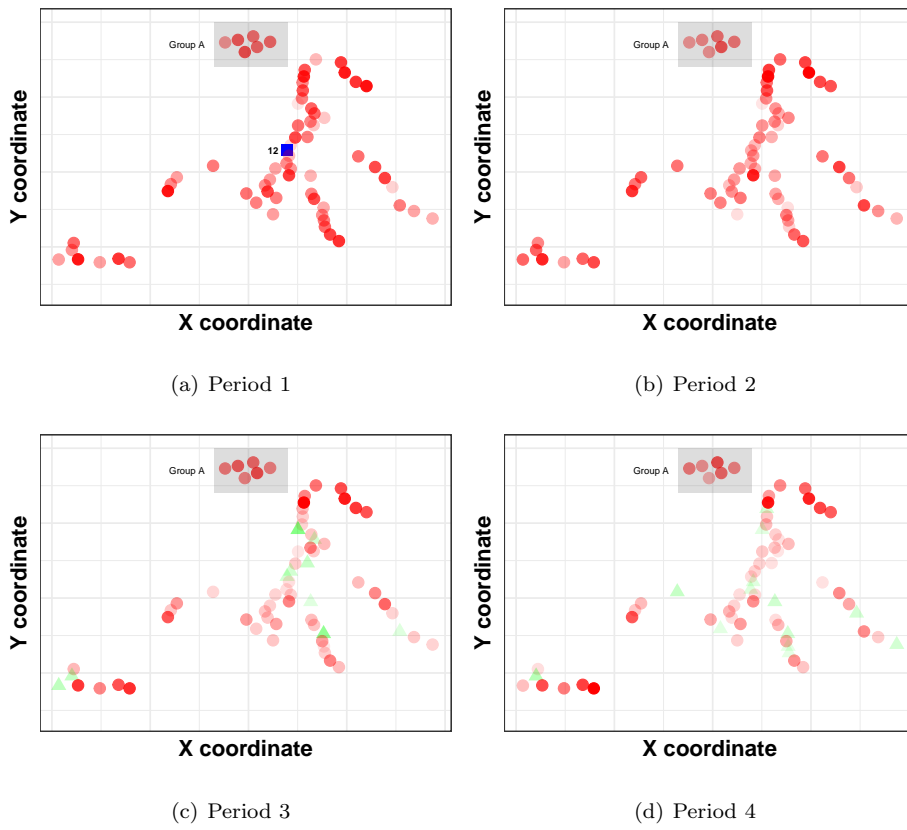 Group A
12
Y coordinate
X coordinate
(a) Period 1
Group A
Y coordinate
X coordinate
(b) Period 2
Group A
Y coordinate
X coordinate
(c) Period 3
Group A
Y coordinate
X coordinate
(d) Period 4